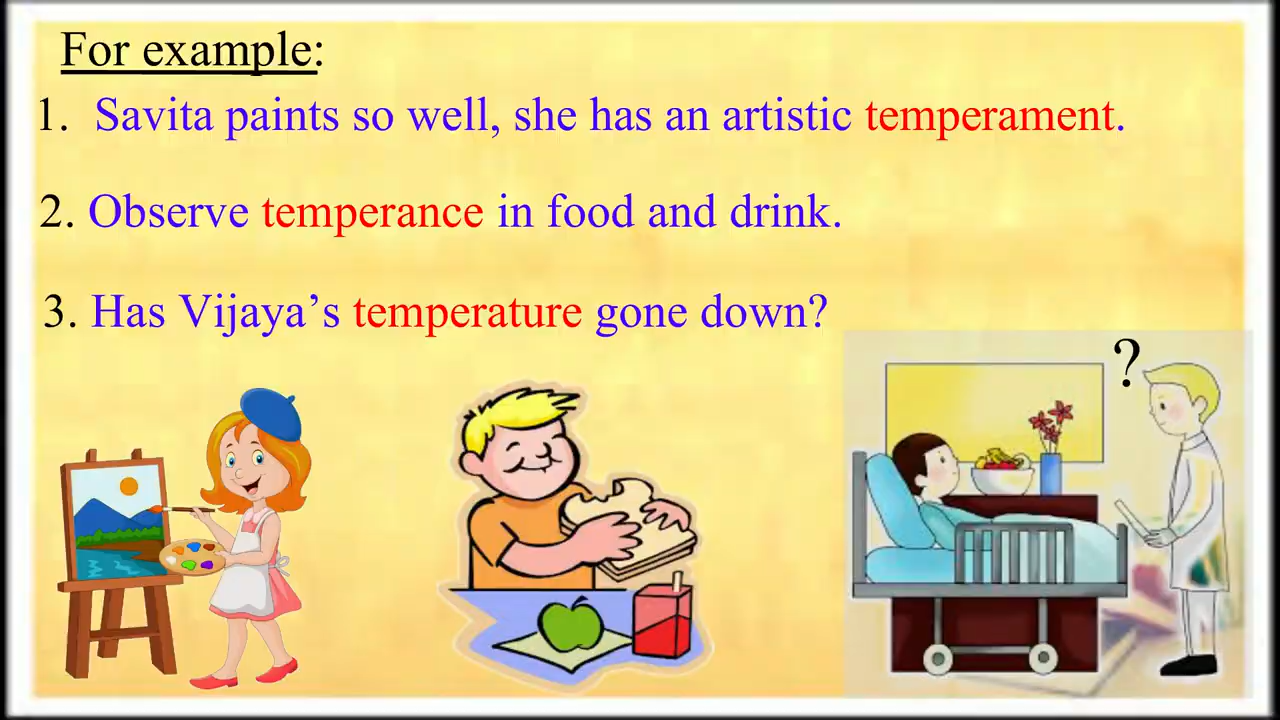 For example:
1. Savita paints so well, she has an artistic temperament.
2. Observe temperance in food and drink.
3. Has Vijaya’s temperature gone down?
?